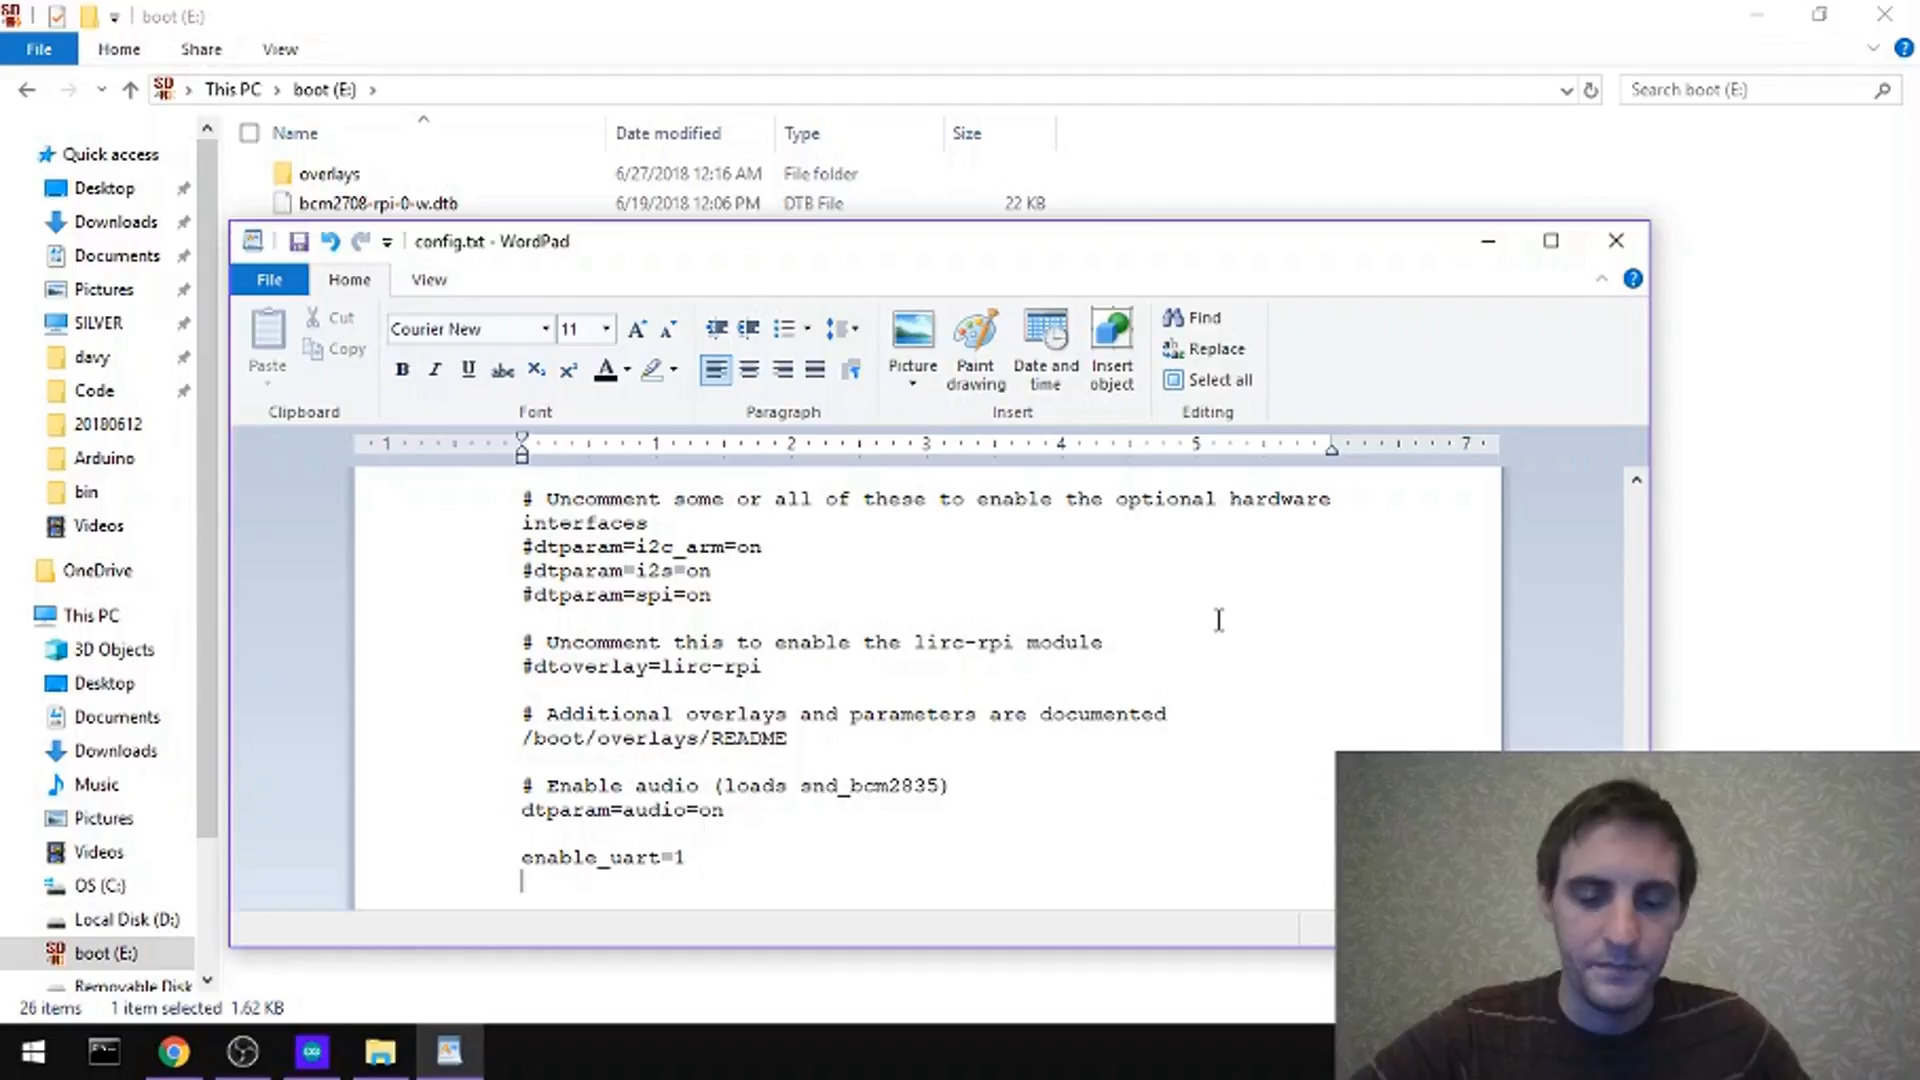 boot (E:)
File Home Share View
This PC boot (E:) Search boot (E:)
Name Date modified Type Size
overlays 6/27/2018 12:16 AM File folder
bcm2708-rpi-0-w.dtb 6/19/2018 12:06 PM DTB File 22 KB
Quick access
Desktop
Downloads
Documents
Pictures
SILVER
davy
Code
20180612
Arduino
bin
Videos
OneDrive
This PC
3D Objects
Desktop
Documents
Downloads
Music
Pictures
Videos
OS (C:)
Local Disk (D:)
boot (E:)
Removable Disk
26 items 1 item selected 1.62 KB
config.txt - WordPad
File Home View
Paste Cut Copy
Courier New 11
Picture
Paint drawing
Date and time
Insert object
Find
Replace
Select all
Clipboard Font Paragraph Insert Editing
1 1 2 3 4 5 7
# Uncomment some or all of these to enable the optional hardware
interfaces
#dtparam=i2c_arm=on
#dtparam=i2s=on
#dtparam=spi=on
# Uncomment this to enable the lirc-rpi module
#dtoverlay=lirc-rpi
# Additional overlays and parameters are documented
/boot/overlays/README
# Enable audio (loads snd_bcm2835)
dtparam=audio=on
enable_uart=1